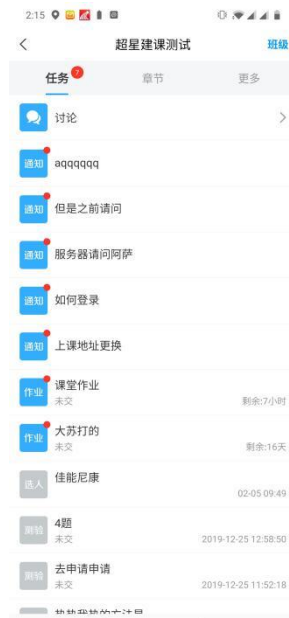 2:15
超星建课测试
班级
任务 7
章节
更多
讨论
通知 aqqqqqq
通知 但是之前请问
通知 服务器请问阿萨
通知 如何登录
通知 上课地址更换
作业 课堂作业
未交 剩余:7小时
作业 大苏打的
未交 剩余:16天
选人 佳能尼康
02-05 09:49
测验 4题
未交 2019-12-25 12:58:50
测验 去申请申请
未交 2019-12-25 11:52:18